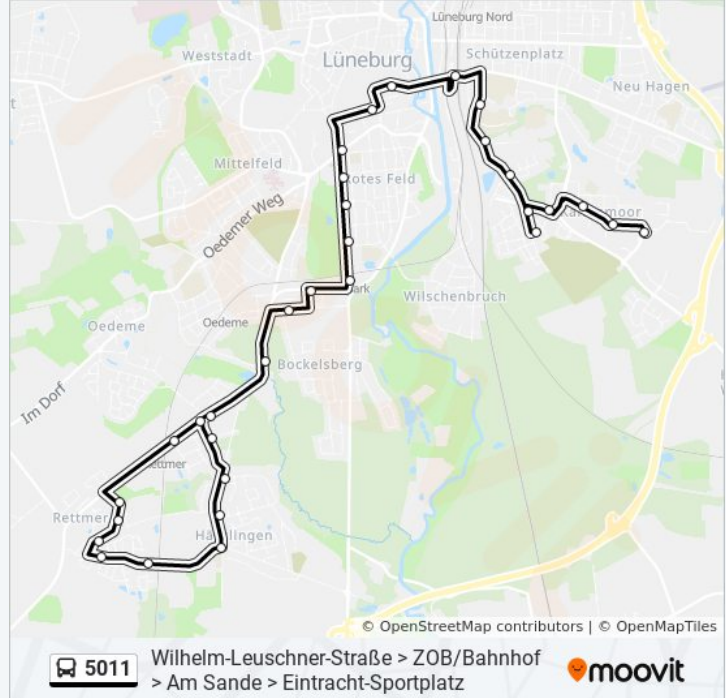 Lüneburg Nord
Weststadt
Schützenplatz
Lüneburg
Neu Hagen
Mittelfeld
Rotes Feld
Oedemer Weg
Wilschenbruch
Oedeme
Oedeme
Bockelsberg
Im Dorf
Rettmer
© OpenStreetMap contributors | © OpenMapTiles
5011
Wilhelm-Leuschner-Straße > ZOB/Bahnhof
> Am Sande > Eintracht-Sportplatz
moovit